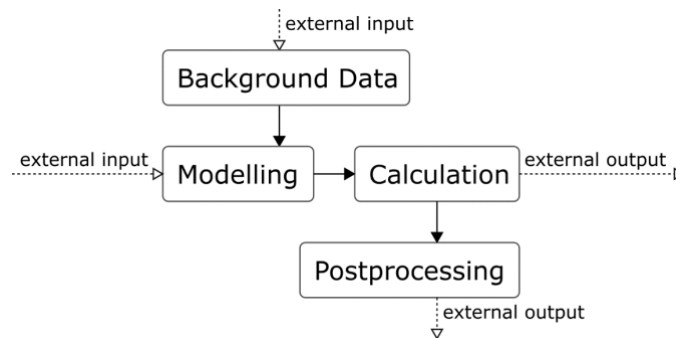 external input
Background Data
external input
Modelling
Calculation
external output
Postprocessing
external output